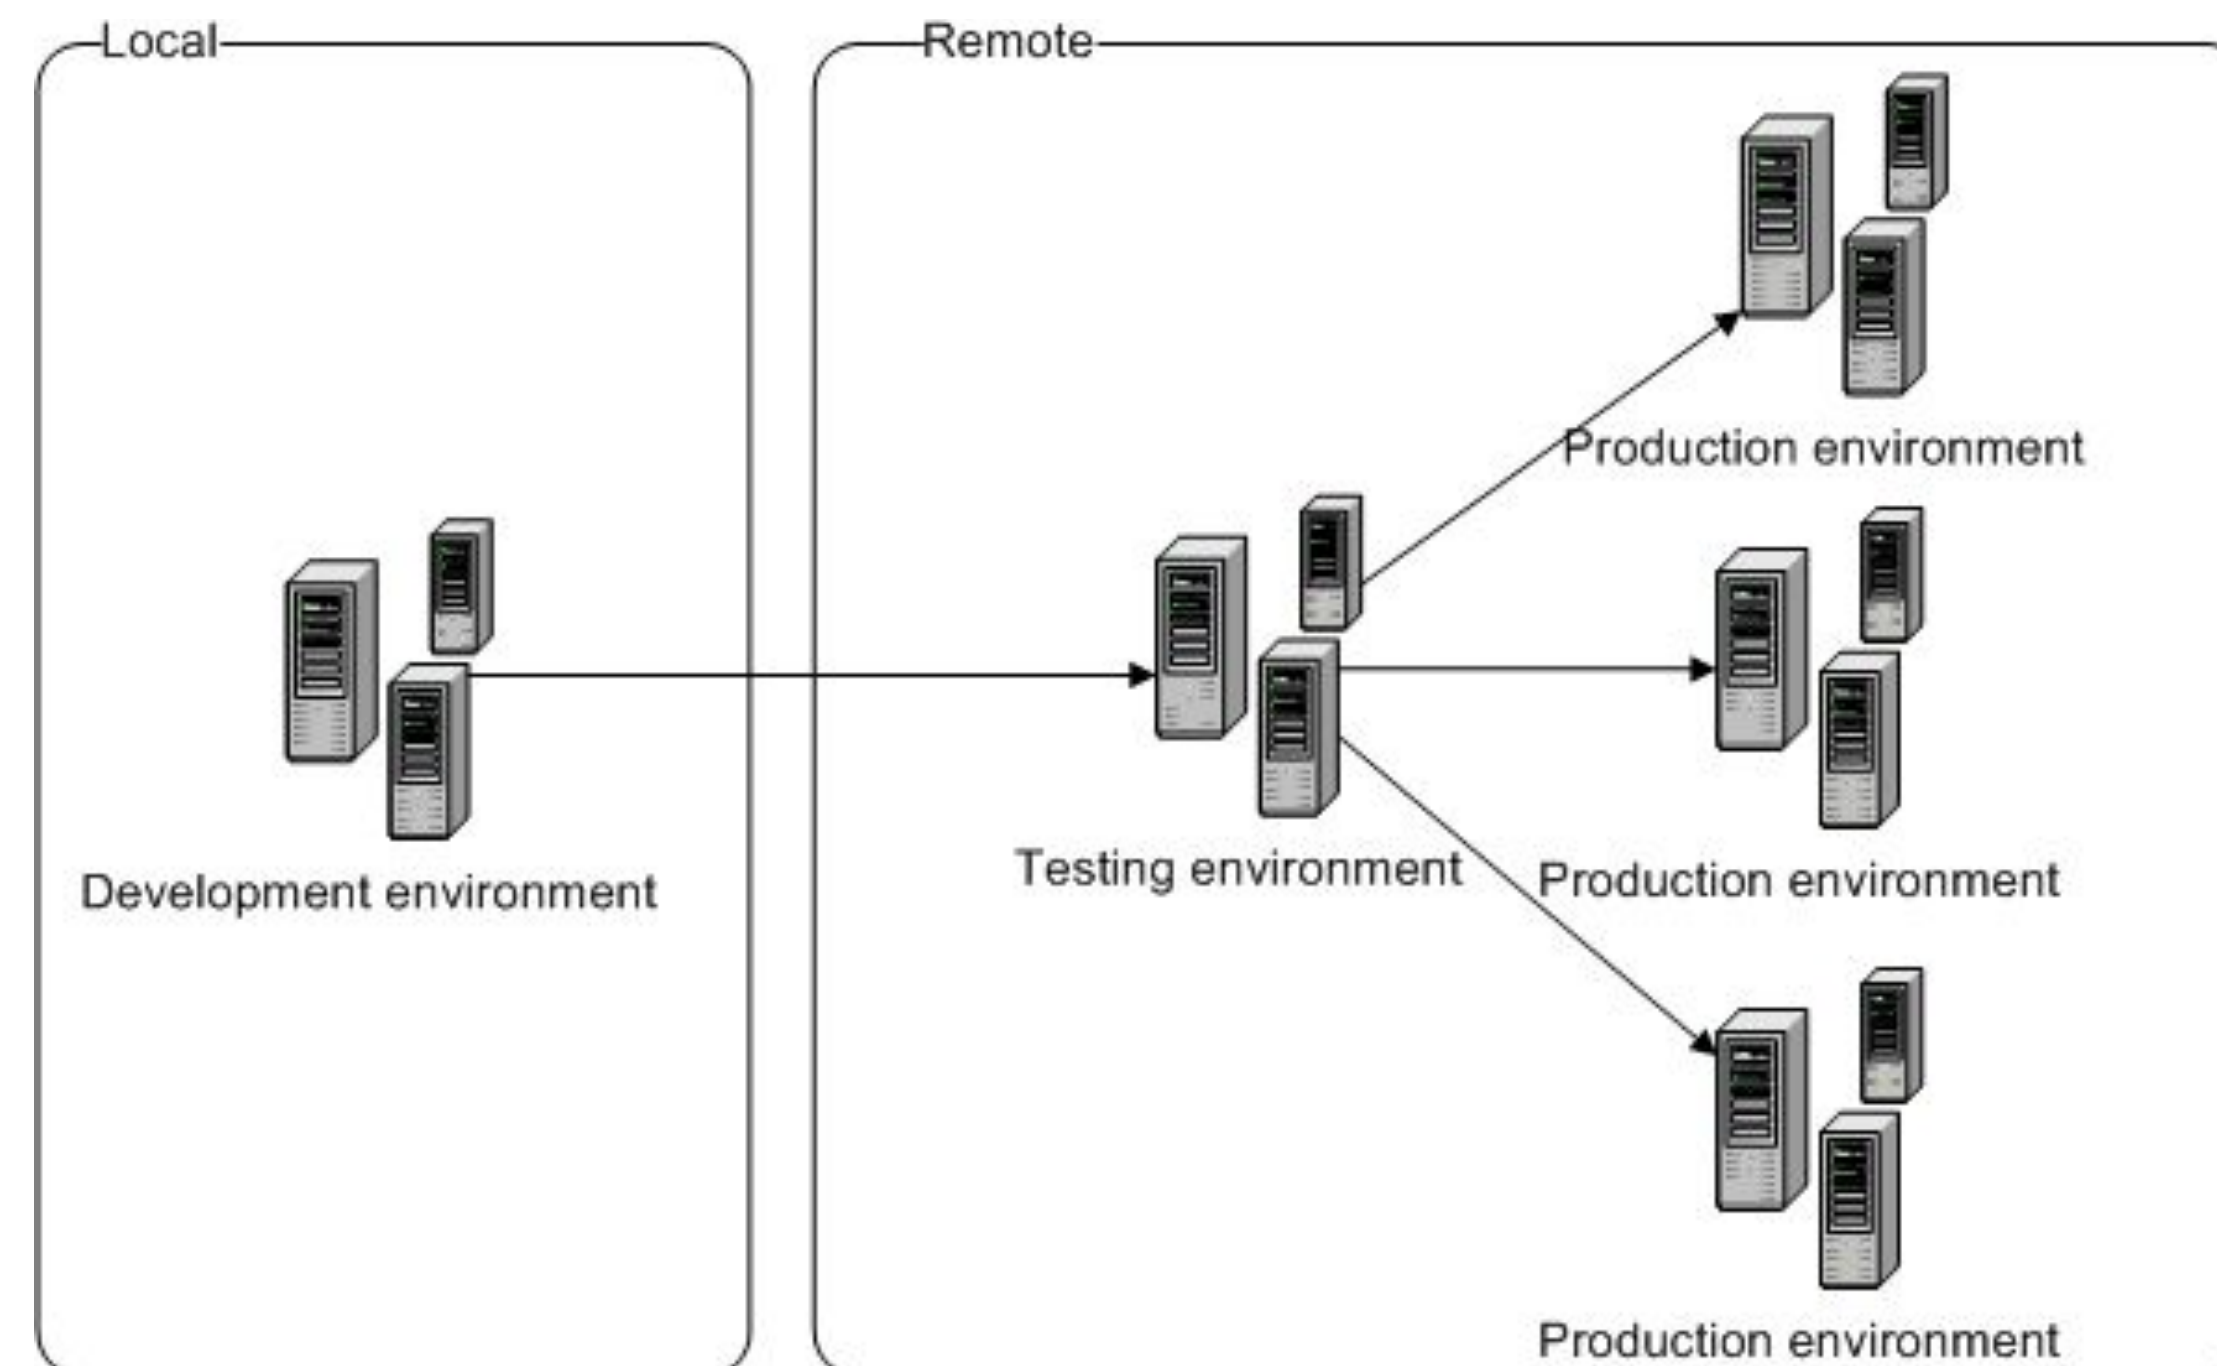 Local
Remote
Production environment
Development environment
Testing environment
Production environment
Production environment